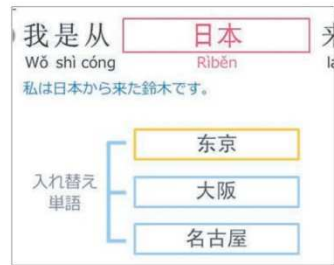 我是从 日本
Wǒ shì cóng Rìběn
私は日本から来た鈴木です。
东京
入れ替え
单語
大阪
名古屋